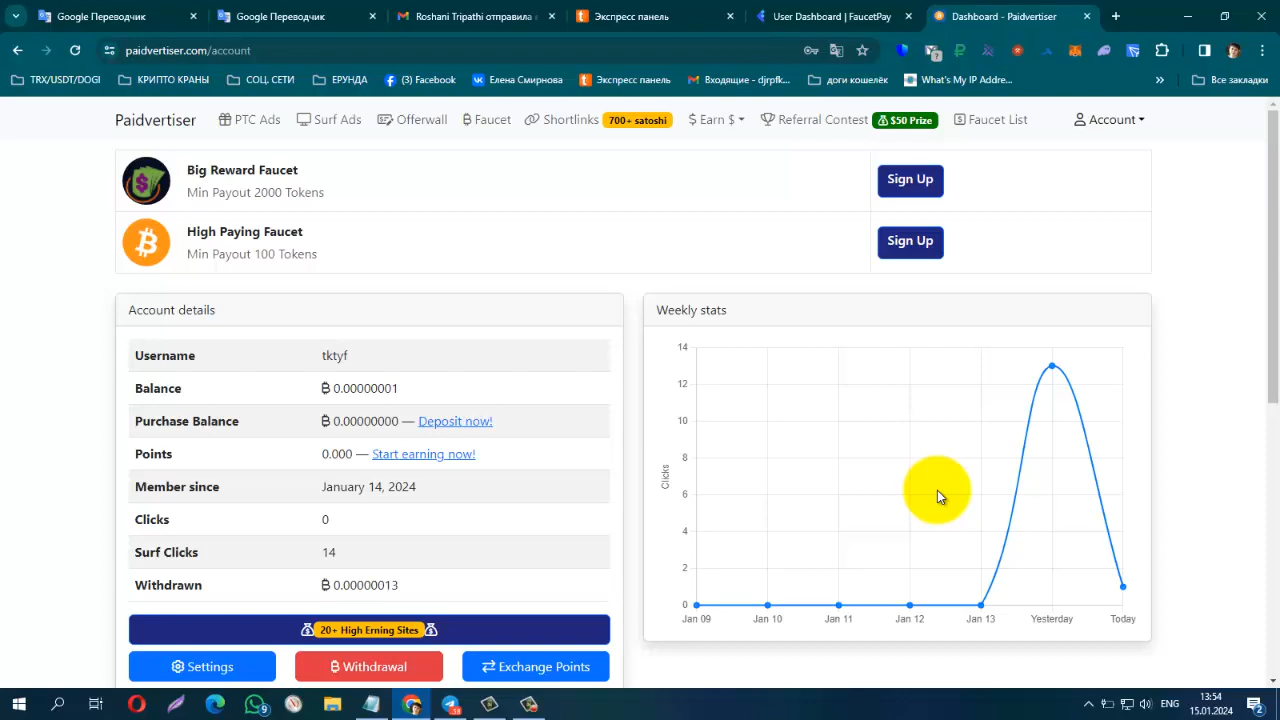 Google Переводчик
Google Переводчик
Roshani Tripathi отправила
Экспресс панель
User Dashboard | FaucetPay
Dashboard - Paidvertiser
paidvertiser.com/account
TRX/USDT/DOGI
КРИПТО КРАНЫ
СОЦ. СЕТИ
ЕРУНДА
(3) Facebook
Елена Смирнова
Экспресс панель
Входящие - djrpfk...
доги кошелёк
What's My IP Addre...
Все закладки
Paidvertiser
PTC Ads
Surf Ads
Offerwall
Faucet
Shortlinks 700+ satoshi
$ Earn $
Referral Contest $50 Prize
Faucet List
Account
Big Reward Faucet
Min Payout 2000 Tokens
Sign Up
High Paying Faucet
Min Payout 100 Tokens
Sign Up
Account details
Username tktyf
Balance ₿ 0.00000001
Purchase Balance ₿ 0.00000000 — Deposit now!
Points 0.000 — Start earning now!
Member since January 14, 2024
Clicks 0
Surf Clicks 14
Withdrawn ₿ 0.00000013
20+ High Erning Sites
Settings
Withdrawal
Exchange Points
Weekly stats
14
12
10
8
6
4
2
0
Clicks
Jan 09 Jan 10 Jan 11 Jan 12 Jan 13 Yesterday Today
ENG
13:54
15.01.2024